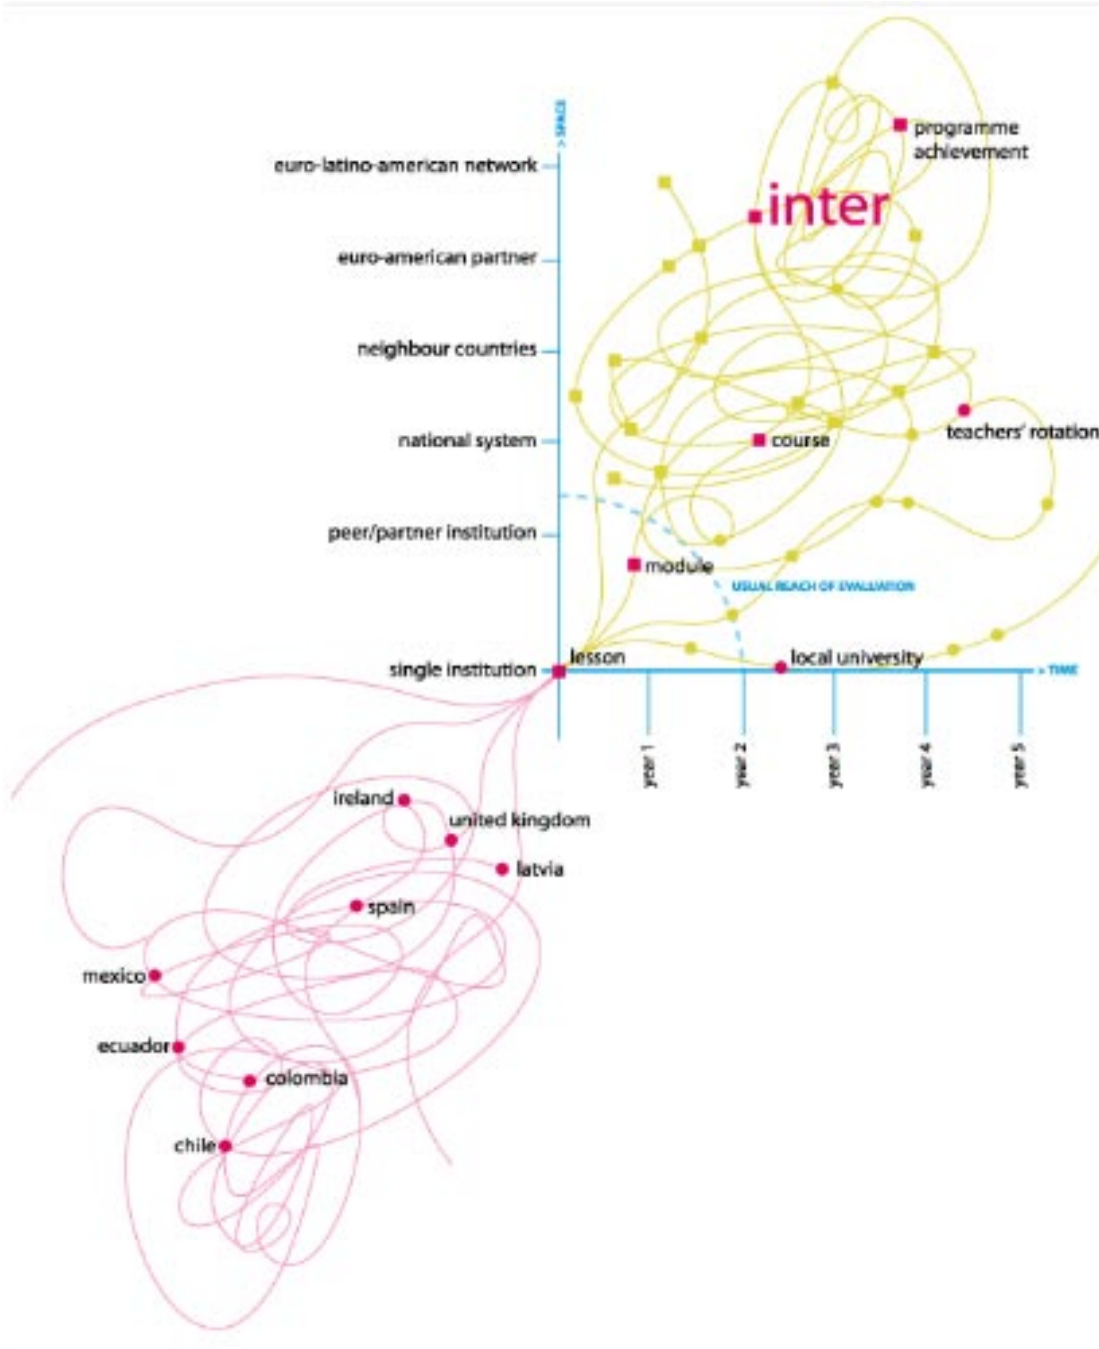 > SPACE
programme
achievement
euro-latino-american network
inter
euro-american partner
neighbour countries
teachers' rotation
national system
course
peer/partner institution
module
USUAL REACH OF EVALUATION
lesson
local university
single institution
> TIME
year 1
year 2
year 3
year 4
year 5
ireland
united kingdom
latvia
spain
mexico
ecuador
colombia
chile